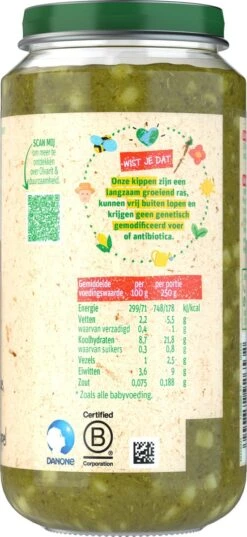 SCAN MIJ
om meer te
ontdekken
over Olvarit &
duurzaamheid.
WIST JE DAT
Onze kippen zijn een
langzaam groeiend ras,
kunnen vrij buiten lopen en
krijgen geen genetisch
gemodificeerd voer
of antibiotica.
Gemiddelde voedingswaarde per 100 g per portie 250 g
Energie 299/71 748/178 kJ/kcal
Vetten 2,2 5,5 g
waarvan verzadigd 0,4 1 g
Koolhydraten 8,7 21,8 g
waarvan suikers 0,3 0,8 g
Vezels 1 2,5 g
Eiwitten 3,6 9 g
Zout 0,075 0,188 g
* Zoals alle babyvoeding.
DANONE
Certified
B
Corporation